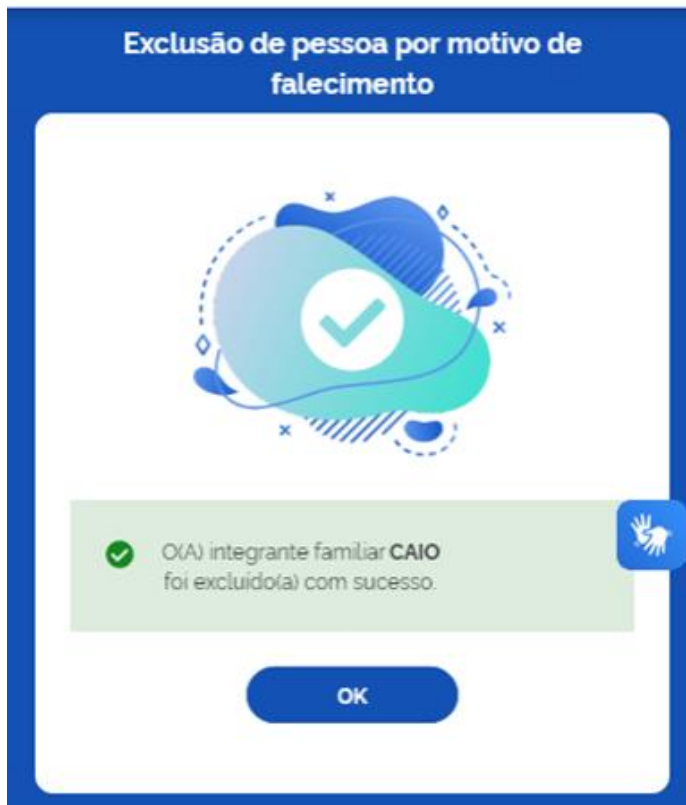 Exclusão de pessoa por motivo de
falecimento
O(A) integrante familiar CAIO
foi excluído(a) com sucesso.
OK